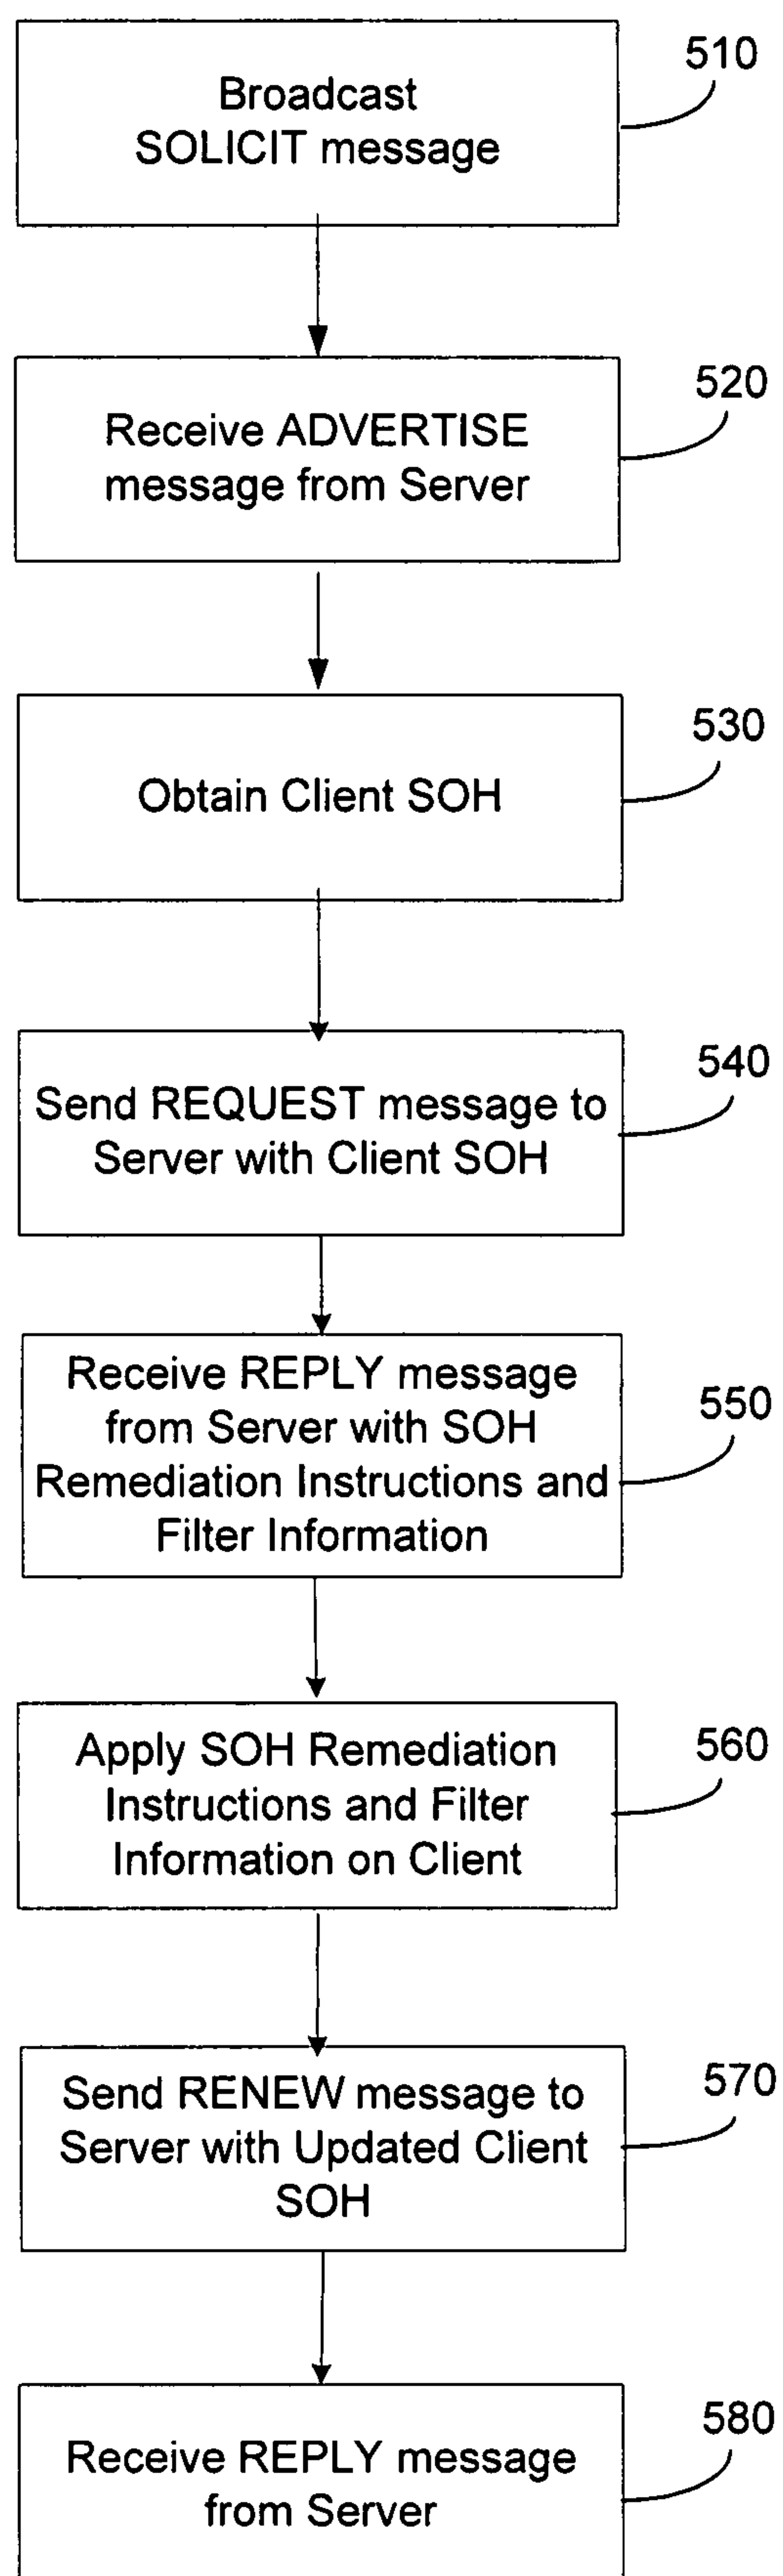 510
Broadcast
SOLICIT message
520
Receive ADVERTISE
message from Server
530
Obtain Client SOH
540
Send REQUEST message to
Server with Client SOH
550
Receive REPLY message
from Server with SOH
Remediation Instructions and
Filter Information
560
Apply SOH Remediation
Instructions and Filter
Information on Client
570
Send RENEW message to
Server with Updated Client
SOH
580
Receive REPLY message
from Server